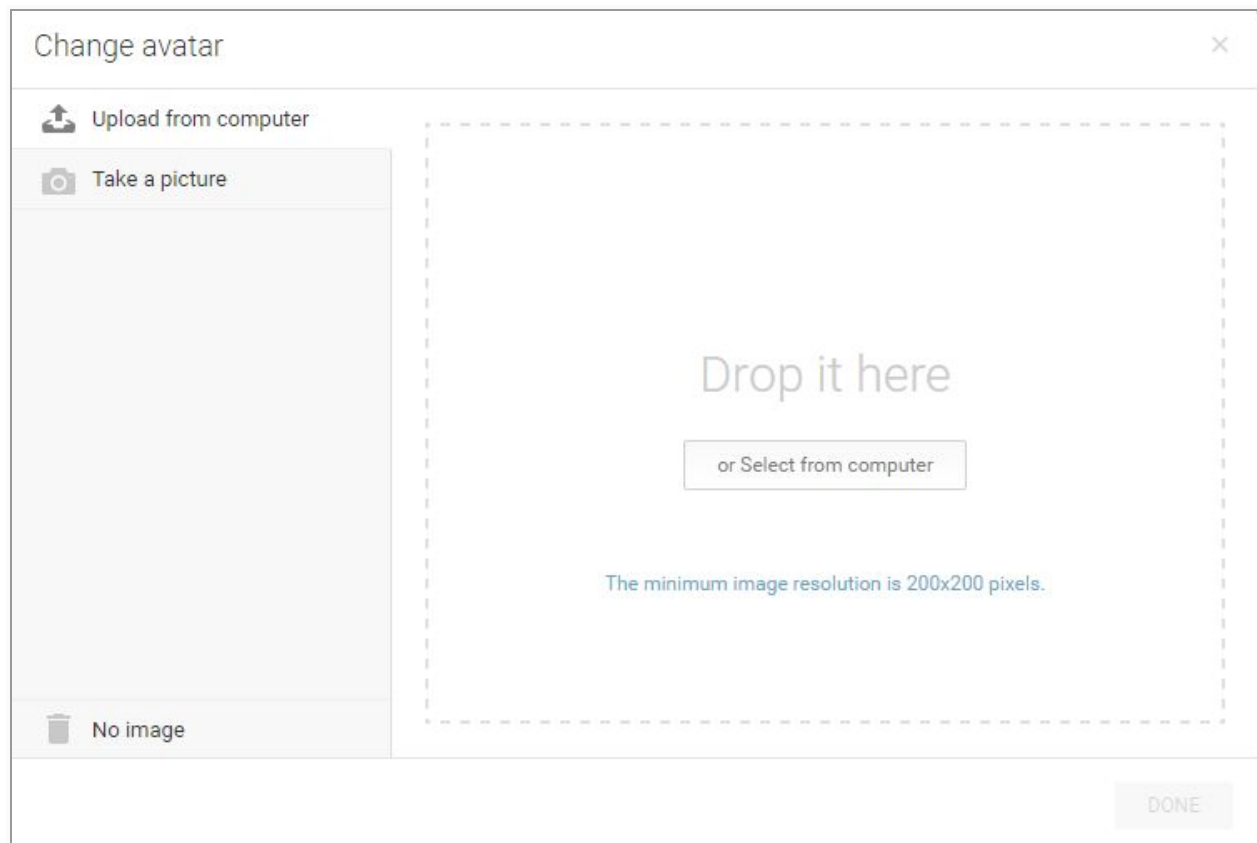 Change avatar
Upload from computer
Take a picture
Drop it here
or Select from computer
The minimum image resolution is 200x200 pixels.
No image
DONE